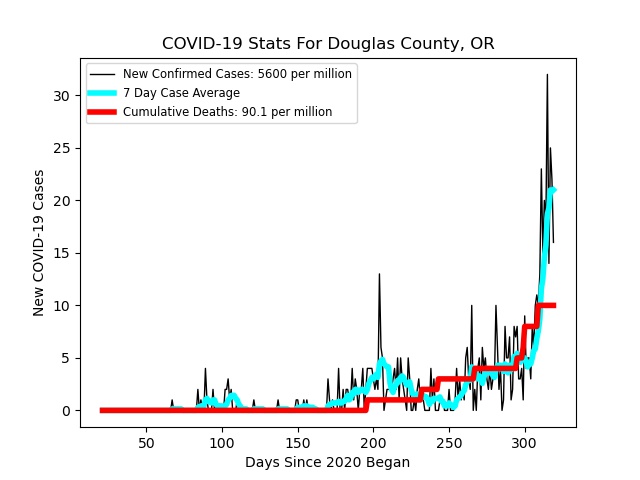 COVID-19 Stats For Douglas County, OR
New Confirmed Cases: 5600 per million
7 Day Case Average
Cumulative Deaths: 90.1 per million
New COVID-19 Cases
30
25
20
15
10
5
0
50 100 150 200 250 300
Days Since 2020 Began